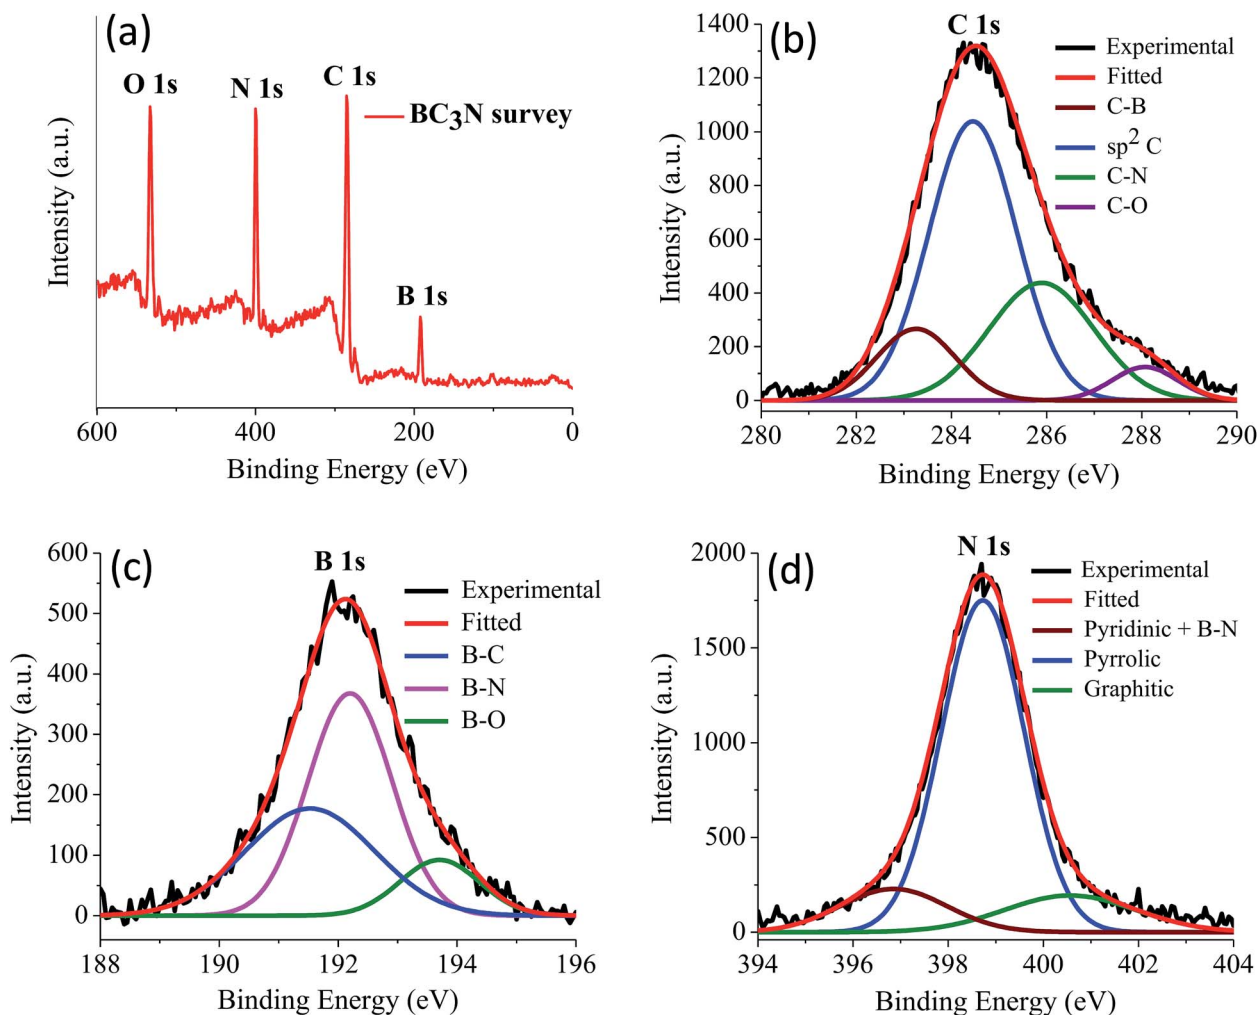 (a)
O 1s
N 1s
C 1s
B 1s
BC3N survey
Intensity (a.u.)
600
400
200
0
Binding Energy (eV)
(b)
C 1s
Experimental
Fitted
C-B
sp2 C
C-N
C-O
Intensity (a.u.)
1400
1200
1000
800
600
400
200
0
280
282
284
286
288
290
Binding Energy (eV)
(c)
B 1s
Experimental
Fitted
B-C
B-N
B-O
Intensity (a.u.)
600
500
400
300
200
100
0
188
190
192
194
196
Binding Energy (eV)
(d)
N 1s
Experimental
Fitted
Pyridinic + B-N
Pyrrolic
Graphitic
Intensity (a.u.)
2000
1500
1000
500
0
394
396
398
400
402
404
Binding Energy (eV)